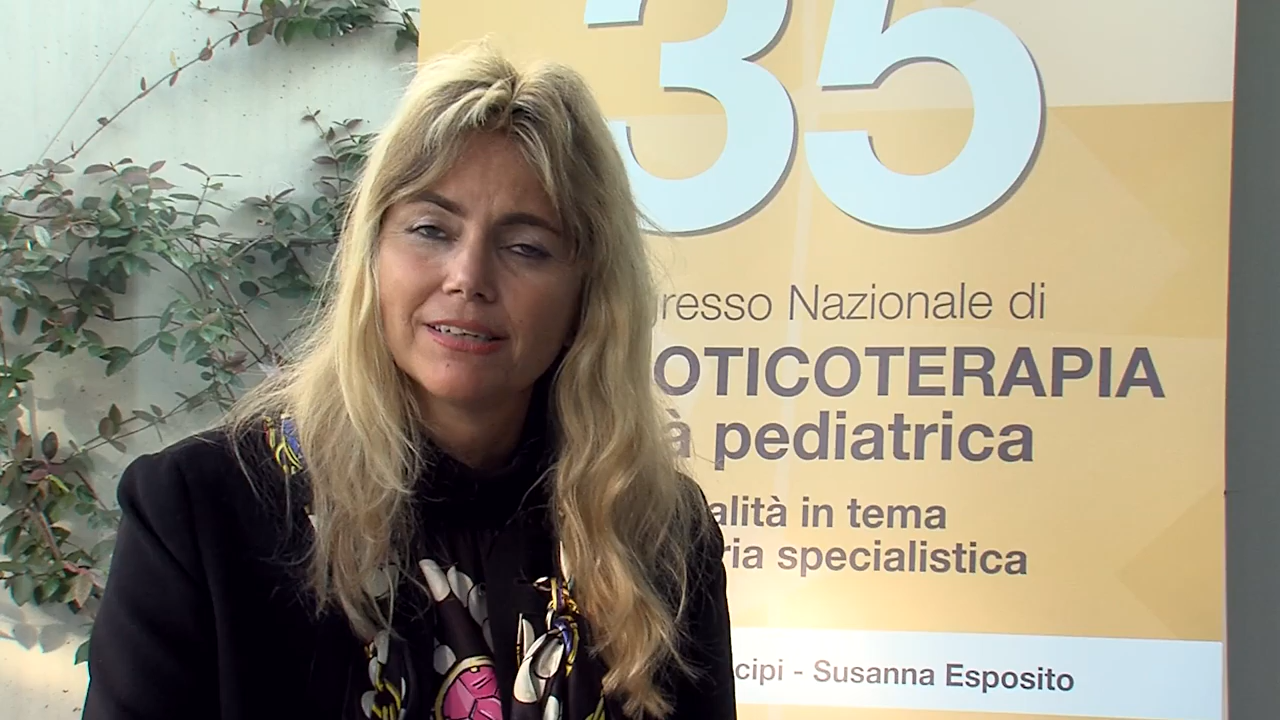 35
resso Nazionale di
OTICOTERAPIA
à pediatrica
alità in tema
ria specialistica
cipi - Susanna Esposito